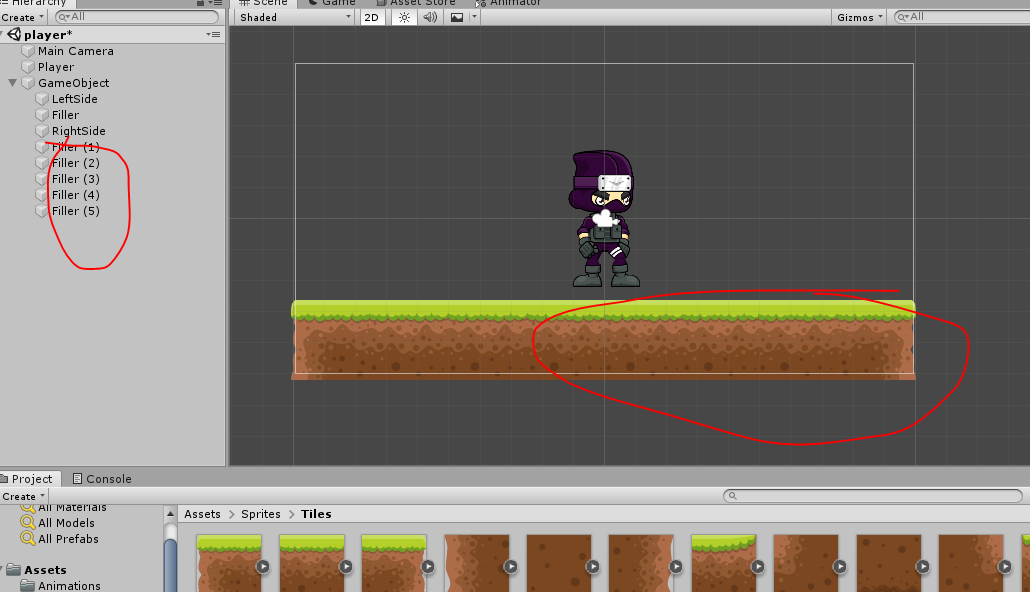 Hierarchy
Scene
Game
Asset Store
Animator
Create
All
Shaded
2D
Gizmos
All
player*
Main Camera
Player
GameObject
LeftSide
Filler
RightSide
Filler (1)
Filler (2)
Filler (3)
Filler (4)
Filler (5)
Project
Console
Create
All Materials
All Models
All Prefabs
Assets
Animations
Assets > Sprites > Tiles